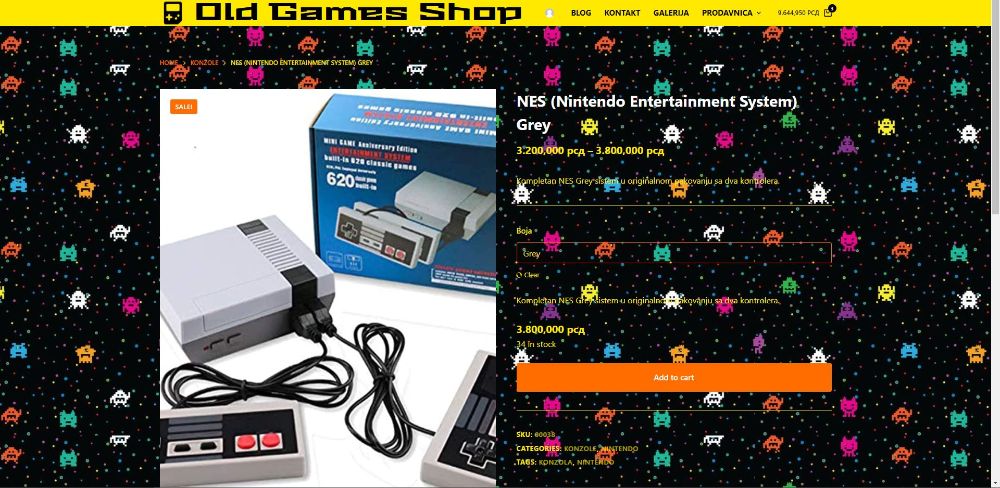 Old Games Shop
BLOG KONTAKT GALERIJA PRODAVNICA 9.644,950 РСД 3
HOME > KONZOLE > NES (NINTENDO ENTERTAINMENT SYSTEM) GREY
SALE!
MINI GAME Anniversary Edition
ENTERTAINMENT SYSTEM
built-in 620 classic games
620 classic game
built-in
NES (Nintendo Entertainment System)
Grey
3.200,000 рсд – 3.800,000 рсд
Kompletan NES Grey sistem u originalnom pakovanju sa dva kontrolera.
Boja
Grey
Clear
Kompletan NES Grey sistem u originalnom pakovanju sa dva kontrolera.
3.800,000 рсд
34 in stock
Add to cart
SKU: 00038
CATEGORIES: KONZOLE, NINTENDO
TAGS: KONZOLA, NINTENDO